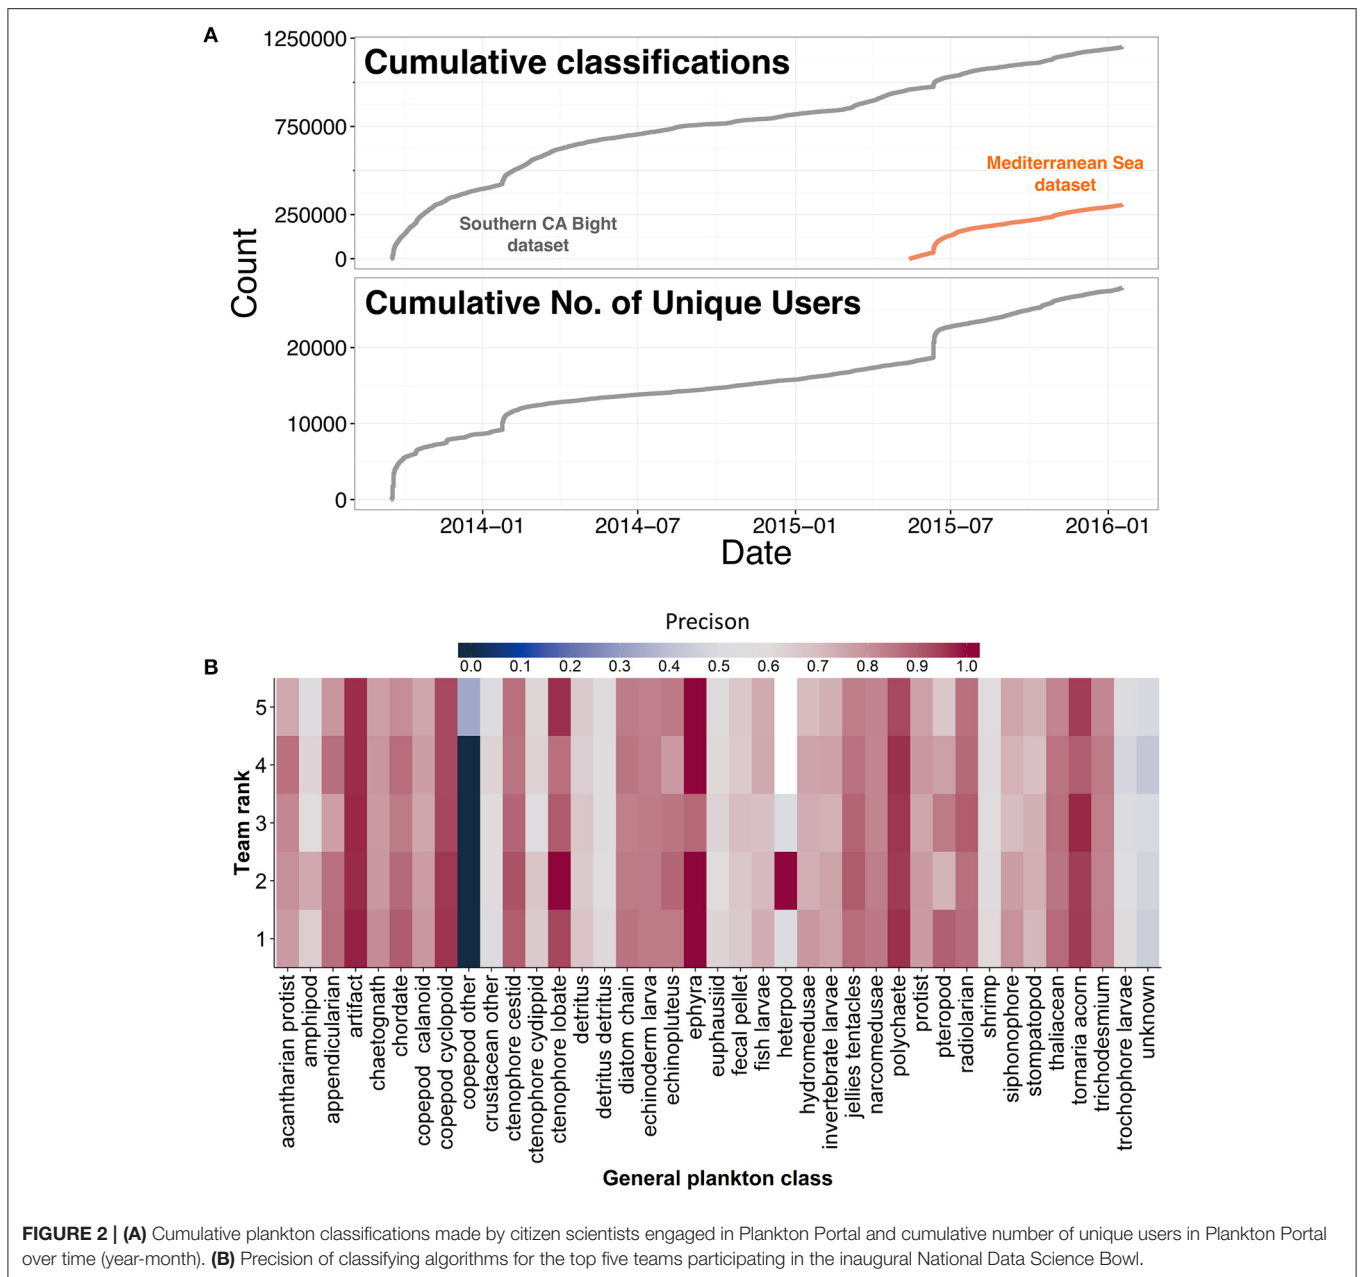 A
Cumulative classifications
1250000
750000
250000
0
Mediterranean Sea
dataset
Southern CA Bight
dataset
Count
Cumulative No. of Unique Users
20000
10000
0
2014–01 2014–07 2015–01 2015–07 2016–01
Date
Precison
B
0.0 0.1 0.2 0.3 0.4 0.5 0.6 0.7 0.8 0.9 1.0
Team rank
5
4
3
2
1
acantharian protist
amphipod
appendicularian
artifact
chaetognath
chordate
copepod calanoid
copepod cyclopoid
copepod other
crustacean other
ctenophore cestid
ctenophore cydippid
ctenophore lobate
detritus
detritus detritus
diatom chain
echinoderm larva
echinopluteus
ephyra
euphausiid
fecal pellet
fish larvae
heterpod
hydromedusae
invertebrate larvae
jellies tentacles
narcomedusae
polychaete
protist
pteropod
radiolarian
shrimp
siphonophore
stompatopod
thaliacean
tornaria acorn
trichodesmium
trochophore larvae
unknown
General plankton class
FIGURE 2 | (A) Cumulative plankton classifications made by citizen scientists engaged in Plankton Portal and cumulative number of unique users in Plankton Portal
over time (year-month). (B) Precision of classifying algorithms for the top five teams participating in the inaugural National Data Science Bowl.